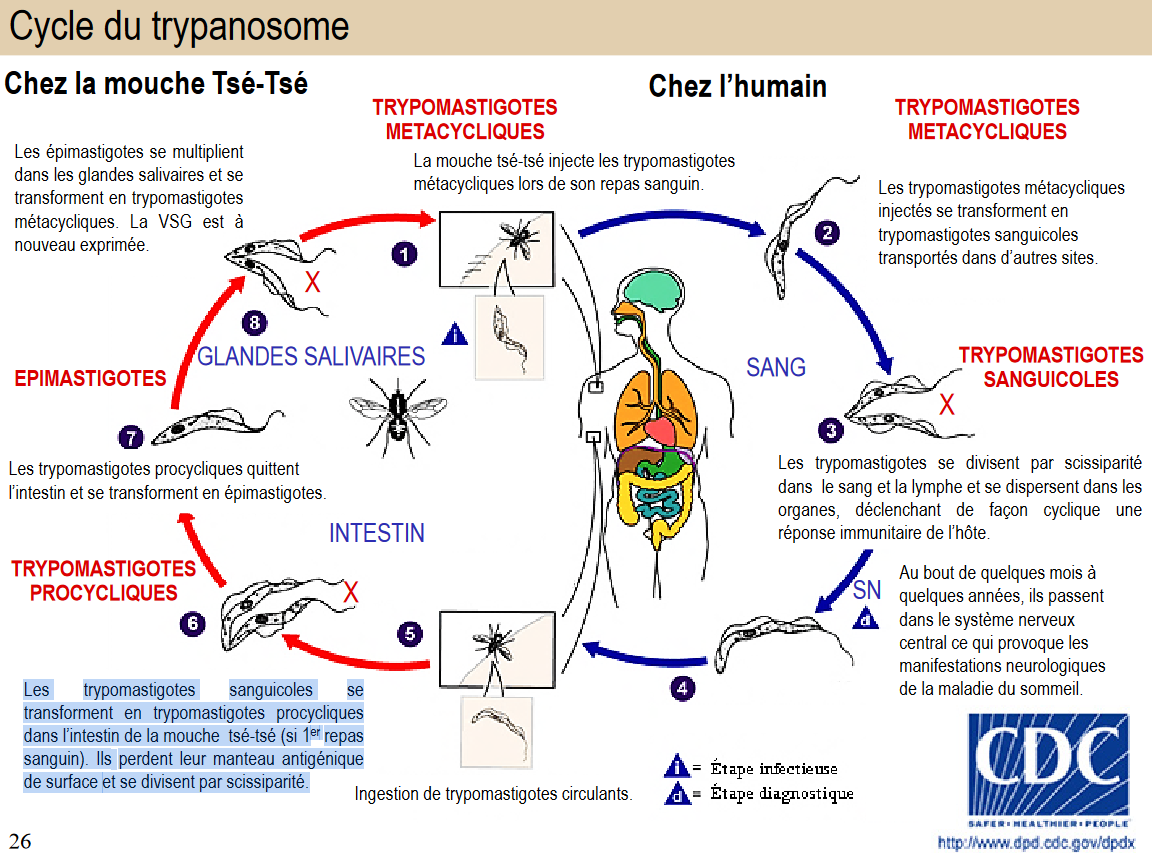 Cycle du trypanosome
Chez la mouche Tsé-Tsé
Chez l’humain
TRYPOMASTIGOTES
METACYCLIQUES
La mouche tsé-tsé injecte les trypomastigotes
métacycliques lors de son repas sanguin.
TRYPOMASTIGOTES
METACYCLIQUES
Les épimastigotes se multiplient
dans les glandes salivaires et se
transforment en trypomastigotes
métacycliques. La VSG est à
nouveau exprimée.
Les trypomastigotes métacycliques
injectés se transforment en
trypomastigotes sanguicoles
transportés dans d’autres sites.
1
2
X
8
i
GLANDES SALIVAIRES
SANG
EPIMASTIGOTES
TRYPOMASTIGOTES
SANGUICOLES
X
7
3
Les trypomastigotes procycliques quittent
l’intestin et se transforment en épimastigotes.
Les trypomastigotes se divisent par scissiparité
dans le sang et la lymphe et se dispersent dans les
organes, déclenchant de façon cyclique une
réponse immunitaire de l’hôte.
INTESTIN
TRYPOMASTIGOTES
PROCYCLIQUES
X
6
5
SN
d
Au bout de quelques mois à
quelques années, ils passent
dans le système nerveux
central ce qui provoque les
manifestations neurologiques
de la maladie du sommeil.
4
Les trypomastigotes sanguicoles se
transforment en trypomastigotes procycliques
dans l’intestin de la mouche tsé-tsé (si 1er repas
sanguin). Ils perdent leur manteau antigénique
de surface et se divisent par scissiparité.
Ingestion de trypomastigotes circulants.
i = Étape infectieuse
d = Étape diagnostique
CDC
SAFER • HEALTHIER • PEOPLE
http://www.dpd.cdc.gov/dpdx
26